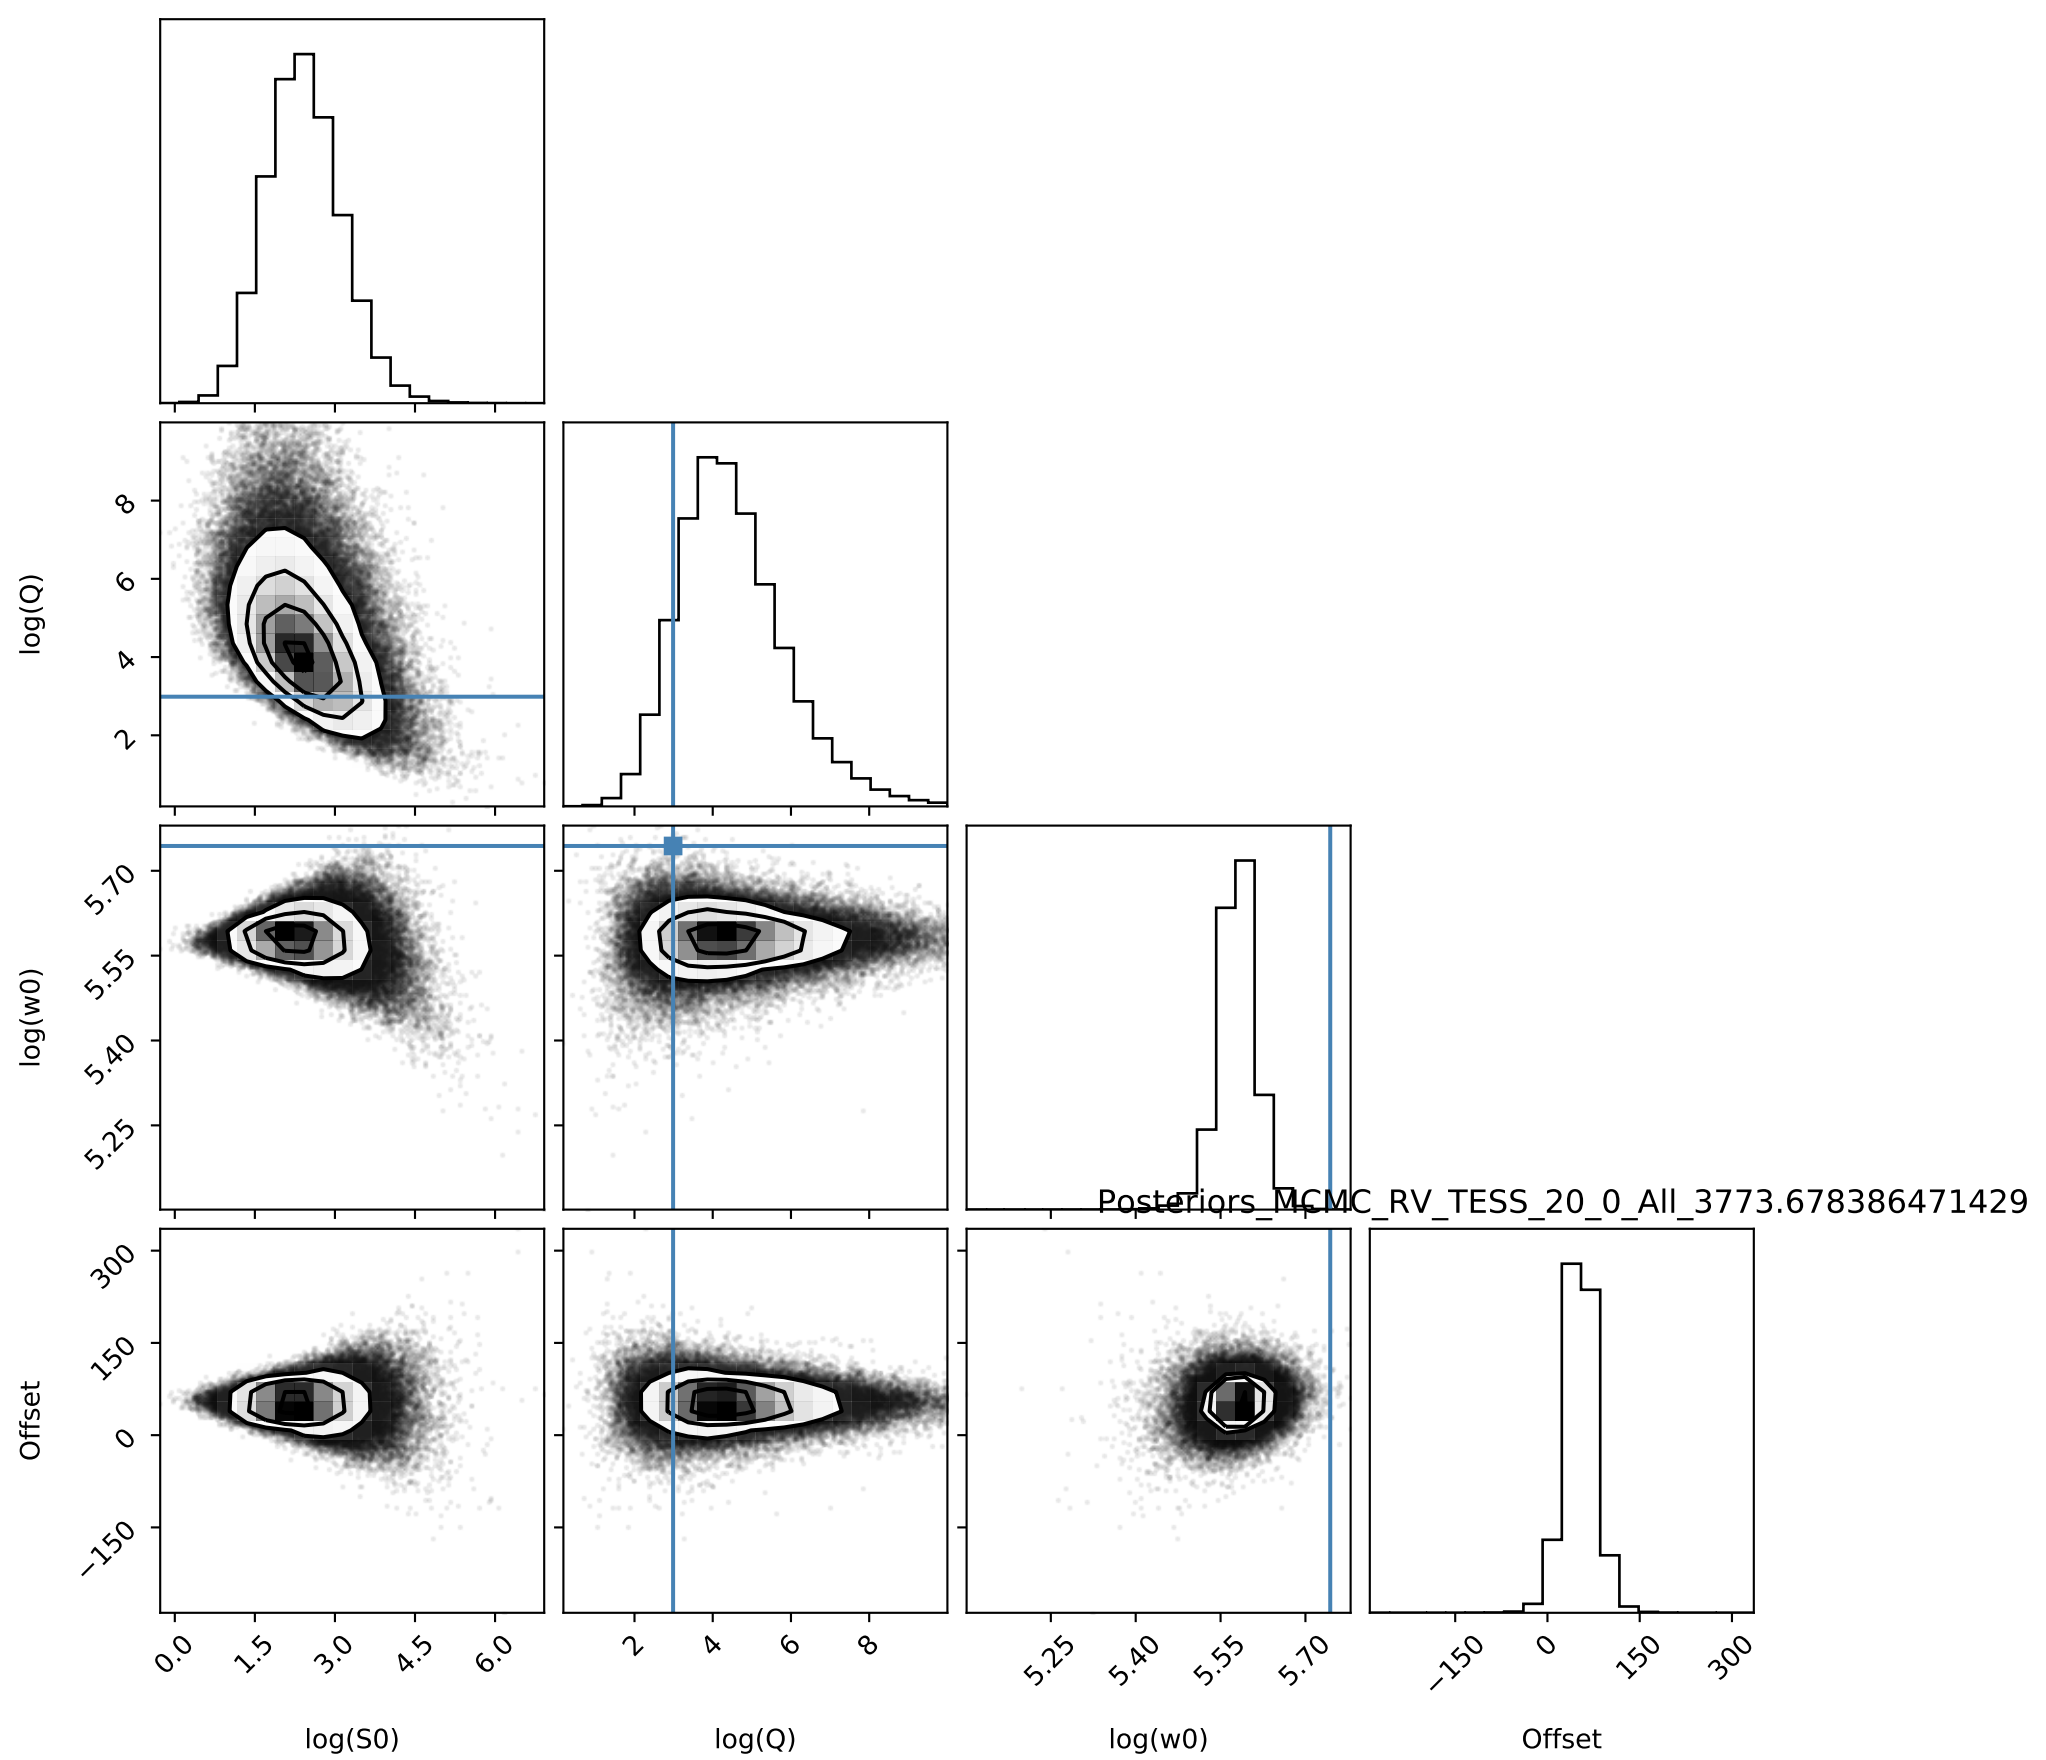 log(Q)
8
6
4
2
log(w0)
5.70
5.55
5.40
5.25
Posteriors_MCMC_RV_TESS_20_0_All_3773.678386471429
Offset
300
150
0
−150
0.0 1.5 3.0 4.5 6.0
2 4 6 8
5.25 5.40 5.55 5.70
−150 0 150 300
log(S0) log(Q) log(w0) Offset